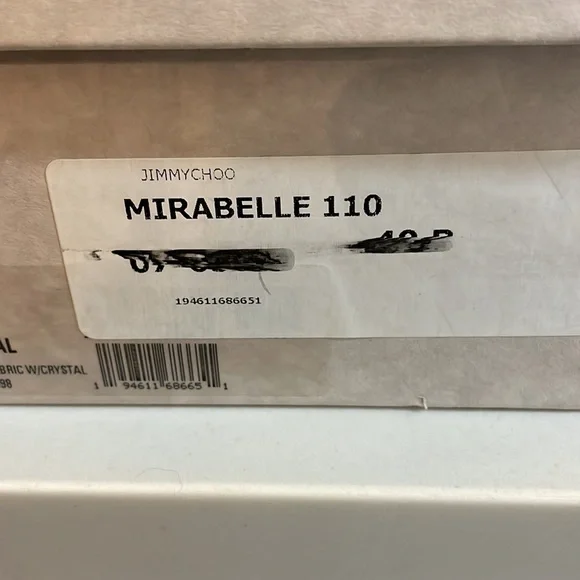 JIMMYCHOO
MIRABELLE 110
194611686651
AL
BRIC W/CRYSTAL
98
1 94611 68665 1